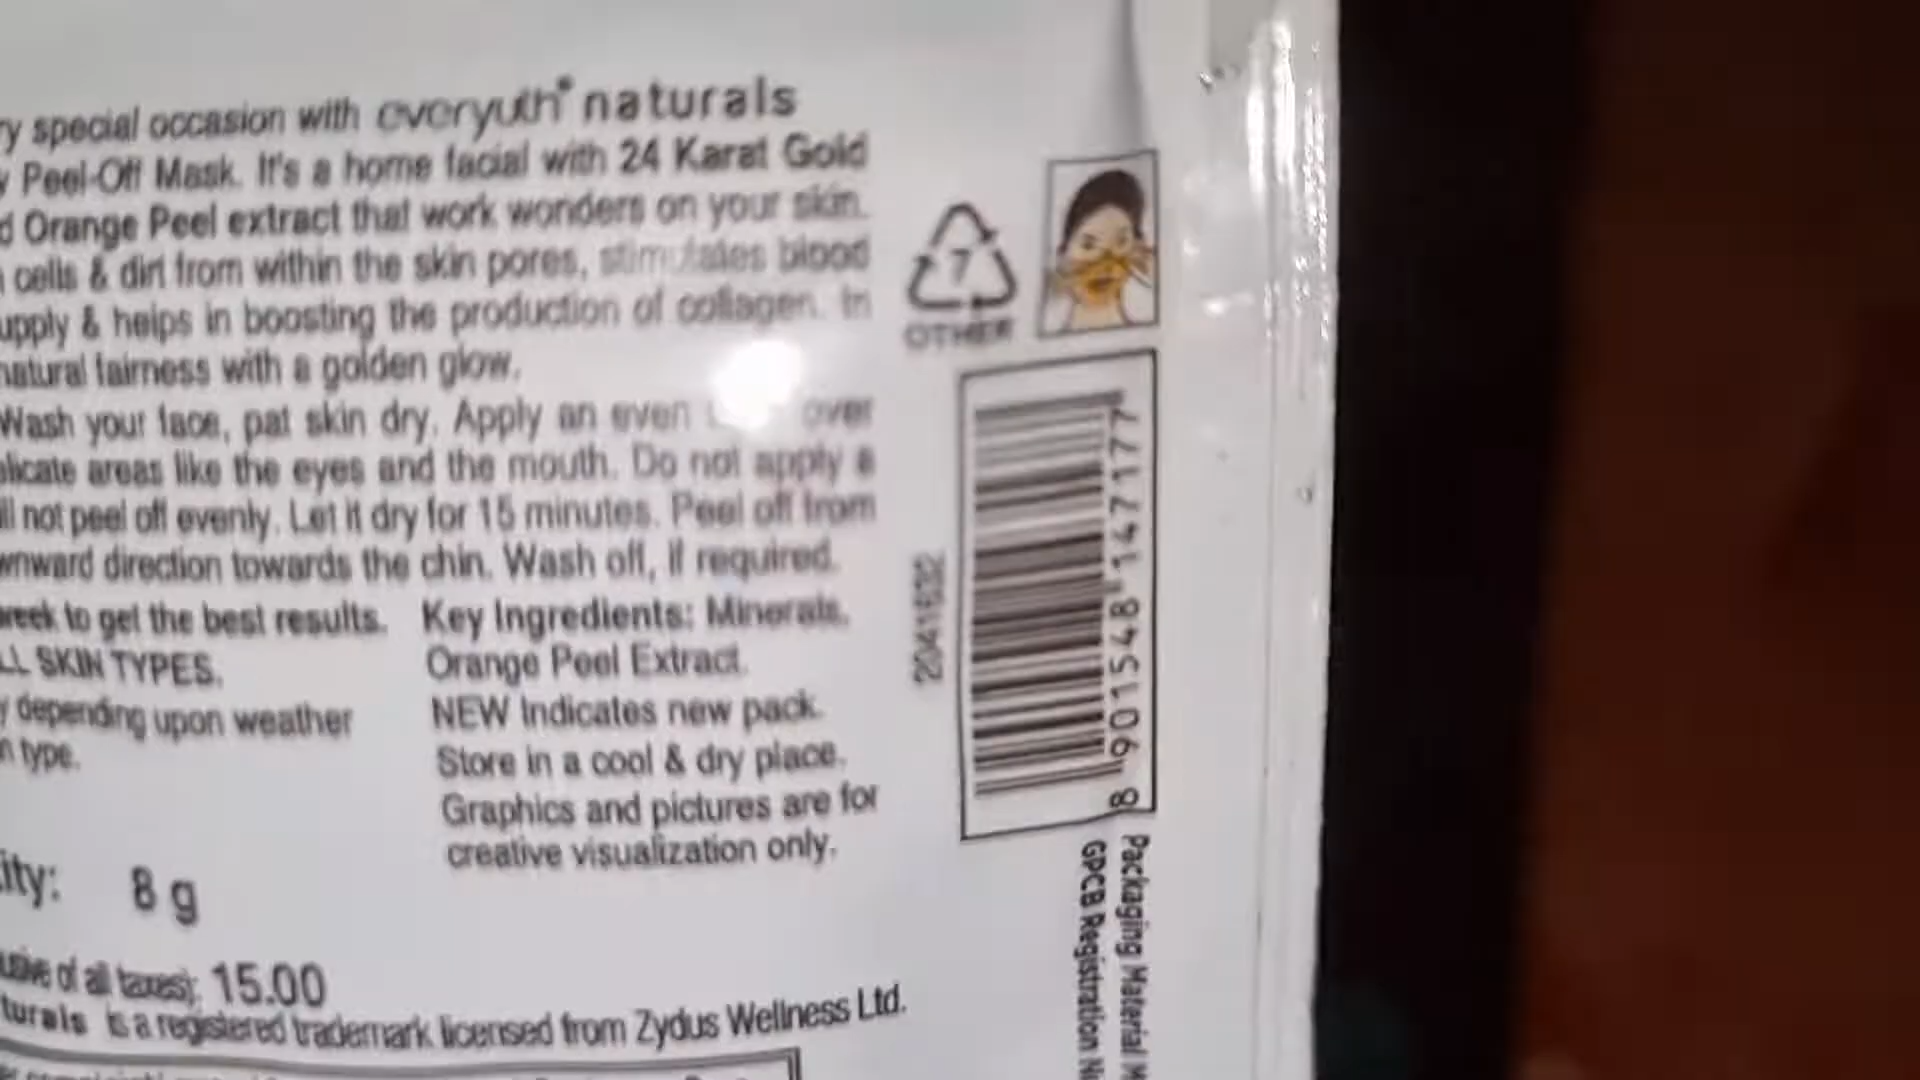 ry special occasion with everyuth® naturals
y Peel-Off Mask. It's a home facial with 24 Karat Gold
d Orange Peel extract that work wonders on your skin.
cells & dirt from within the skin pores, stimulates blood
upply & helps in boosting the production of collagen. In
natural fairness with a golden glow.
Wash your face, pat skin dry. Apply an even over
elicate areas like the eyes and the mouth. Do not apply a
ill not peel off evenly. Let it dry for 15 minutes. Peel off from
wnward direction towards the chin. Wash off, if required.
week to get the best results.
LL SKIN TYPES.
y depending upon weather
n type.
Key Ingredients: Minerals,
Orange Peel Extract.
NEW Indicates new pack.
Store in a cool & dry place.
Graphics and pictures are for
creative visualization only.
ity: 8 g
usive of all taxes): 15.00
turals is a registered trademark licensed from Zydus Wellness Ltd.
7
OTHER
2041632
8 901548 147177
Packaging Material M
GPCB Registration